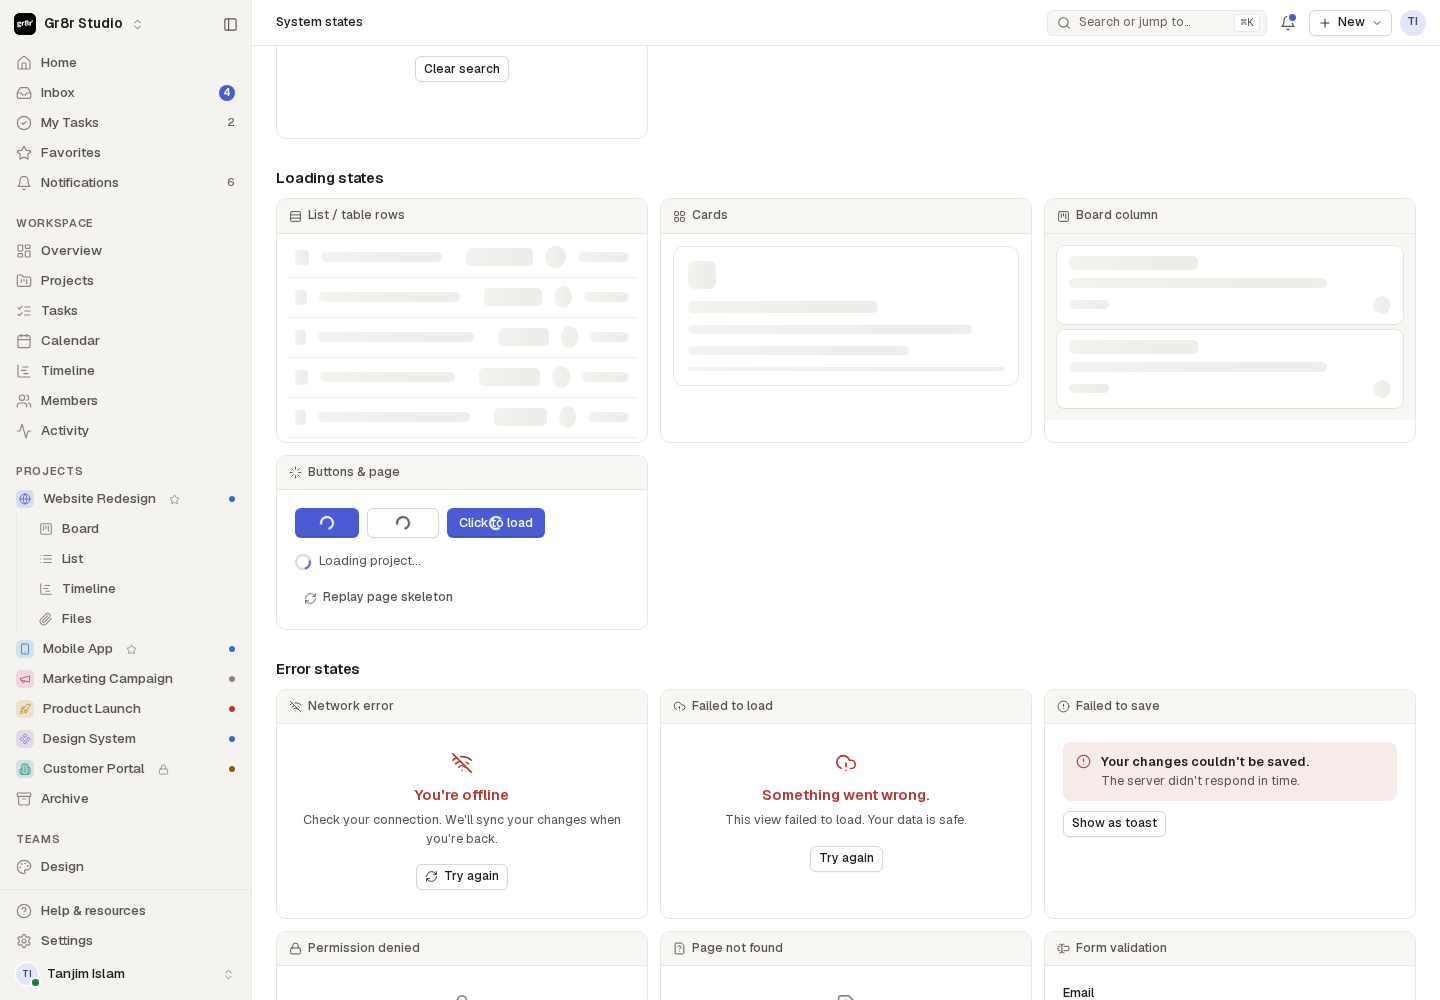 gr8r
Gr8r Studio
Home
Inbox
4
My Tasks
2
Favorites
Notifications
6
WORKSPACE
Overview
Projects
Tasks
Calendar
Timeline
Members
Activity
PROJECTS
Website Redesign
Board
List
Timeline
Files
Mobile App
Marketing Campaign
Product Launch
Design System
Customer Portal
Archive
TEAMS
Design
Help & resources
Settings
TI
Tanjim Islam
System states
Search or jump to...
⌘K
New
TI
Clear search
Loading states
List / table rows
Cards
Board column
Buttons & page
Click to load
Loading project...
Replay page skeleton
Error states
Network error
You're offline
Check your connection. We'll sync your changes when
you're back.
Try again
Failed to load
Something went wrong.
This view failed to load. Your data is safe.
Try again
Failed to save
Your changes couldn't be saved.
The server didn't respond in time.
Show as toast
Permission denied
Page not found
Form validation
Email